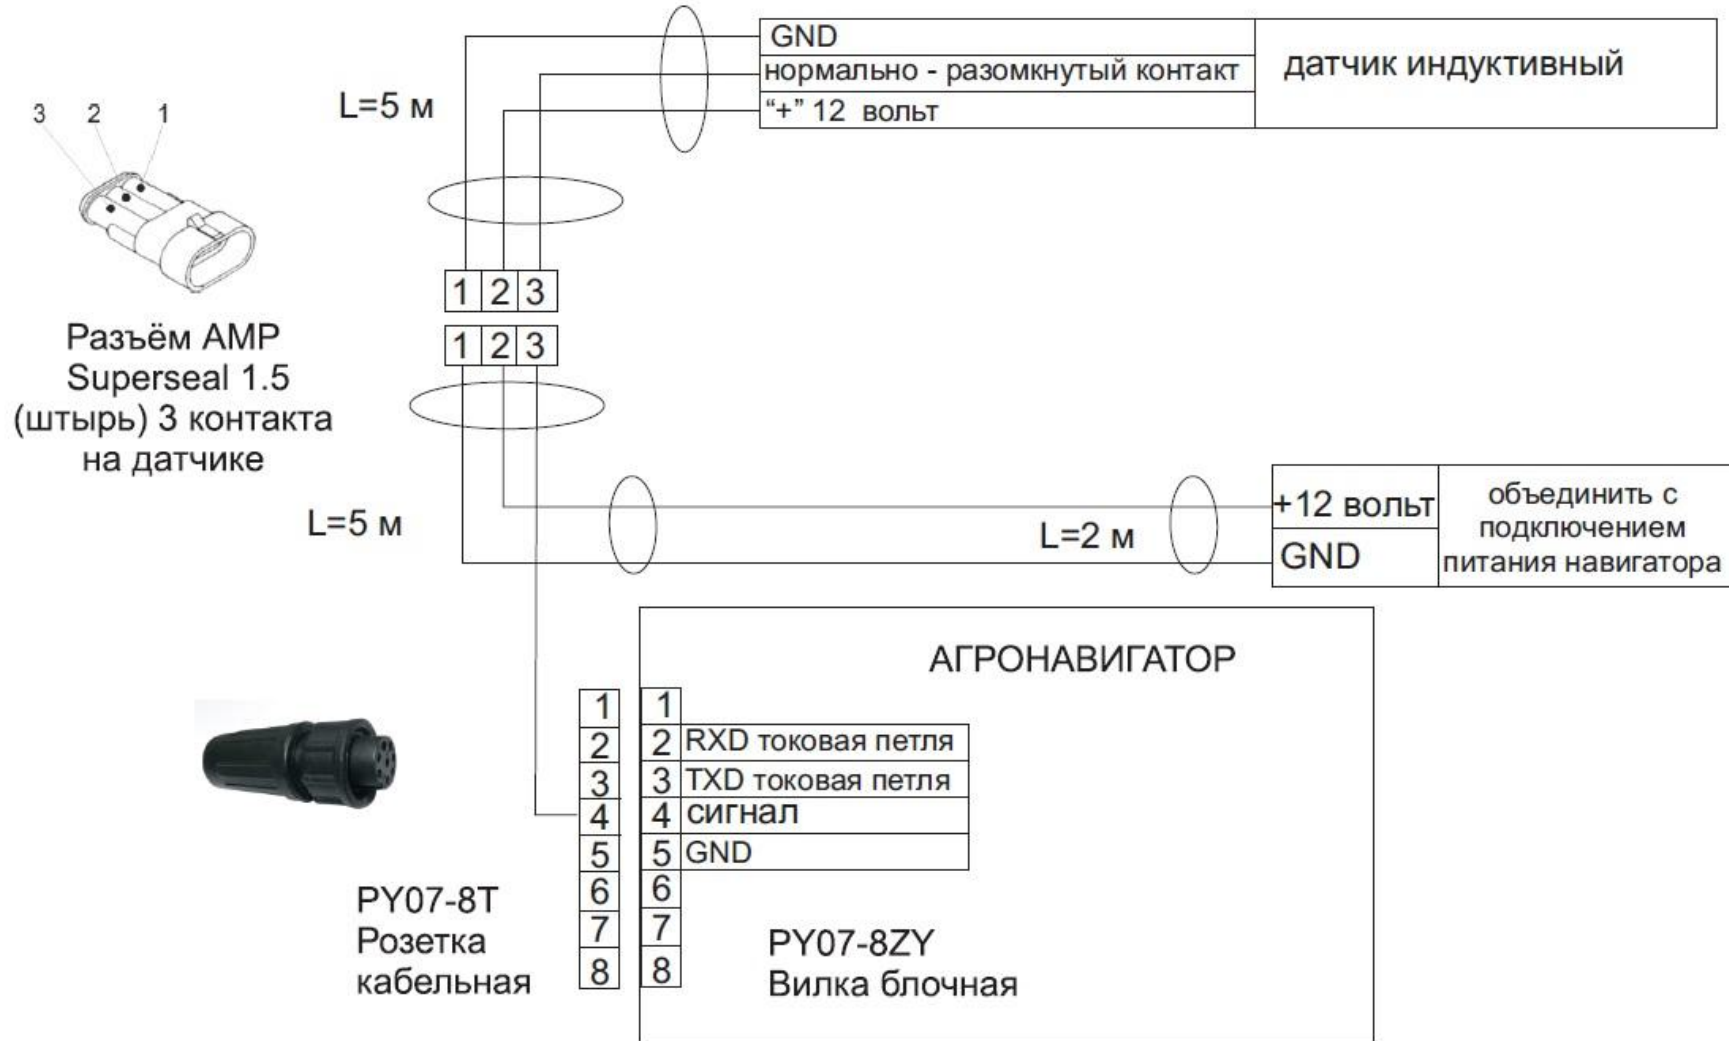 GND
нормально - разомкнутый контакт
“+” 12 вольт
датчик индуктивный
L=5 м
3 2 1
1 2 3
1 2 3
Разъём AMP
Superseal 1.5
(штырь) 3 контакта
на датчике
L=5 м
L=2 м
+12 вольт
GND
объединить с
подключением
питания навигатора
АГРОНАВИГАТОР
1 1
2 2 RXD токовая петля
3 3 TXD токовая петля
4 4 сигнал
5 5 GND
6 6
7 7
8 8
PY07-8T
Розетка
кабельная
PY07-8ZY
Вилка блочная